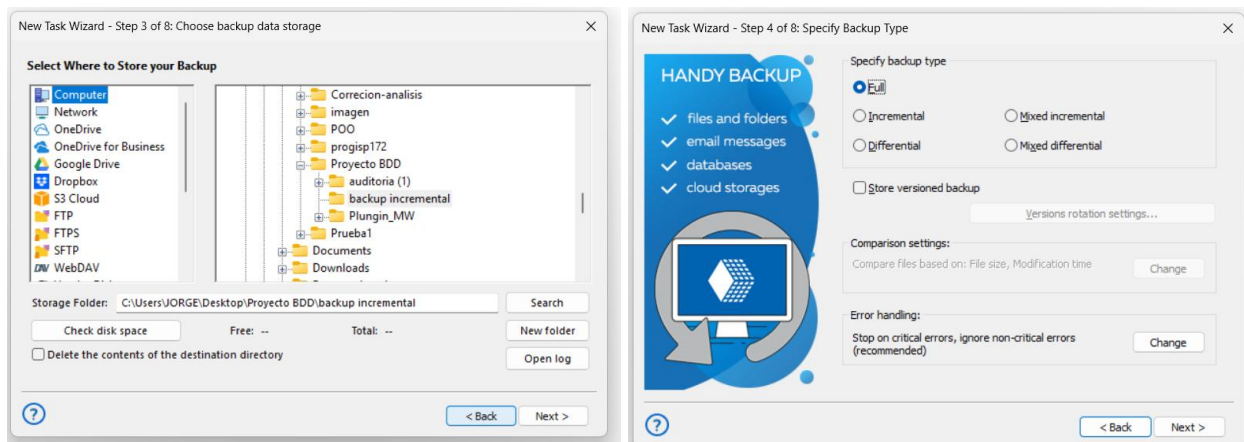 New Task Wizard - Step 3 of 8: Choose backup data storage
Select Where to Store your Backup
Computer
Network
OneDrive
OneDrive for Business
Google Drive
Dropbox
S3 Cloud
FTP
FTPS
SFTP
WebDAV
Correcion-analisis
imagen
POO
progisp172
Proyecto BDD
auditoria (1)
backup incremental
Plungin_MW
Prueba1
Documents
Downloads
Storage Folder: C:\Users\JORGE\Desktop\Proyecto BDD\backup incremental Search
Check disk space Free: -- Total: -- New folder
Delete the contents of the destination directory
Open log
? < Back Next >
New Task Wizard - Step 4 of 8: Specify Backup Type
HANDY BACKUP
files and folders
email messages
databases
cloud storages
Specify backup type
Full
Incremental Mixed incremental
Differential Mixed differential
Store versioned backup
Versions rotation settings...
Comparison settings:
Compare files based on: File size, Modification time Change
Error handling:
Stop on critical errors, ignore non-critical errors
(recommended)
Change
? < Back Next >